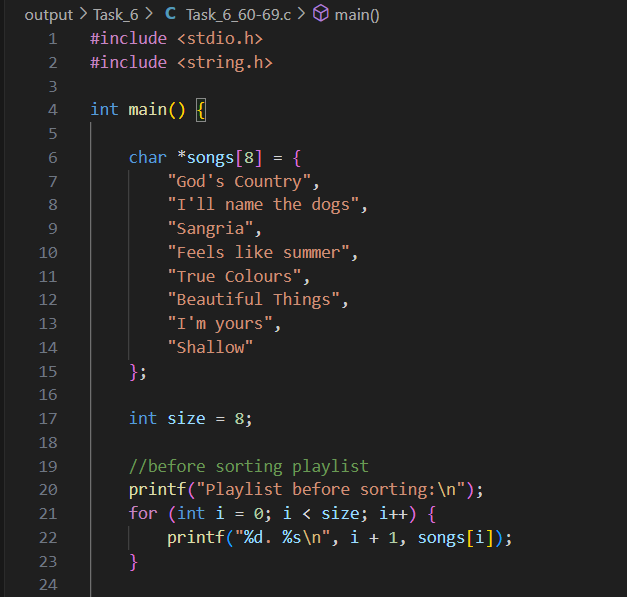 output > Task_6 > C Task_6_60-69.c > main()
1 #include <stdio.h>
2 #include <string.h>
3
4 int main() {
5
6 char *songs[8] = {
7 "God's Country",
8 "I'll name the dogs",
9 "Sangria",
10 "Feels like summer",
11 "True Colours",
12 "Beautiful Things",
13 "I'm yours",
14 "Shallow"
15 };
16
17 int size = 8;
18
19 //before sorting playlist
20 printf("Playlist before sorting:\n");
21 for (int i = 0; i < size; i++) {
22 printf("%d. %s\n", i + 1, songs[i]);
23 }
24